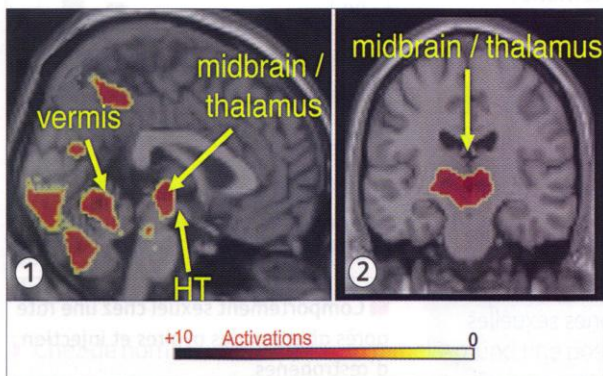 midbrain /
thalamus
vermis
HT
1
midbrain / thalamus
2
Comportement sexuel chez une rate
+10 Activations 0